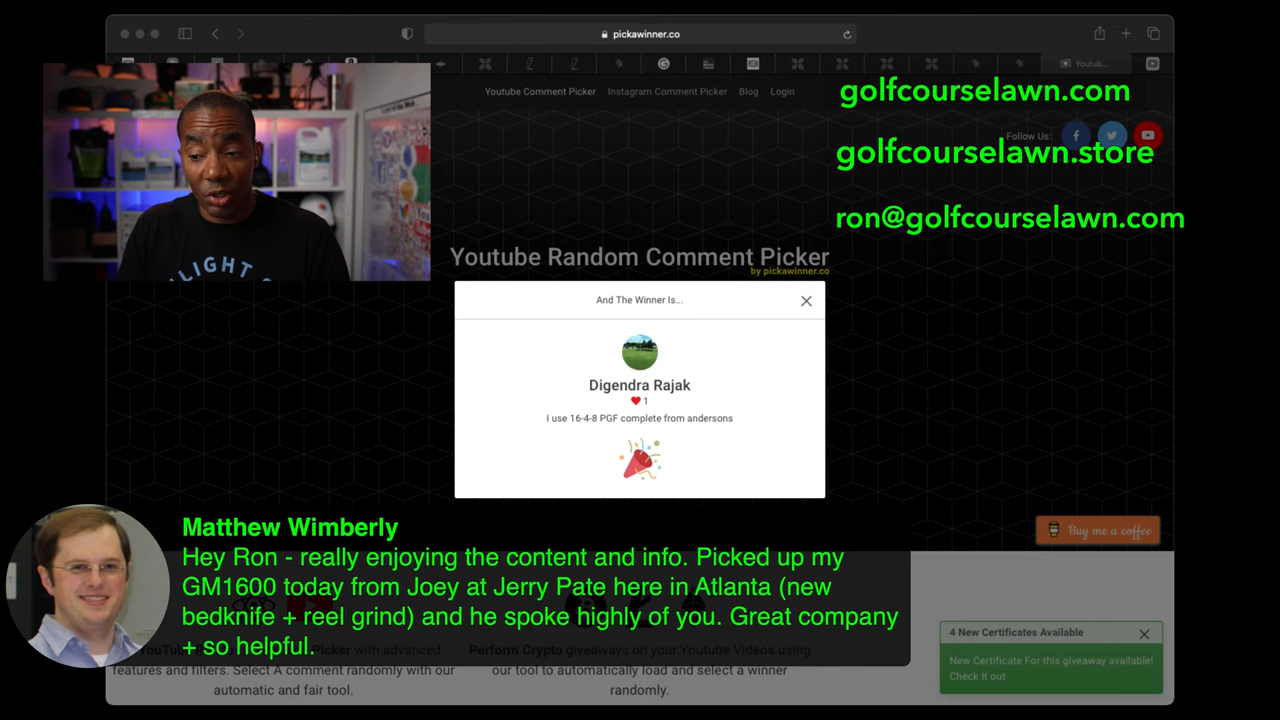 pickawinner.co
Youtub...
Youtube Comment Picker
Instagram Comment Picker
Blog
Login
golfcourselawn.com
Follow Us:
golfcourselawn.store
ron@golfcourselawn.com
LIGHT
Youtube Random Comment Picker
by pickawinner.co
And The Winner Is...
Digendra Rajak
1
I use 16-4-8 PGF complete from andersons
Buy me a coffee
Matthew Wimberly
Hey Ron - really enjoying the content and info. Picked up my
GM1600 today from Joey at Jerry Pate here in Atlanta (new
bedknife + reel grind) and he spoke highly of you. Great company
+ so helpful.
Picker with advanced
features and filters. Select A comment randomly with our
automatic and fair tool.
Perform Crypto giveaways on your Youtube Videos using
our tool to automatically load and select a winner
randomly.
4 New Certificates Available
New Certificate For this giveaway available!
Check It out